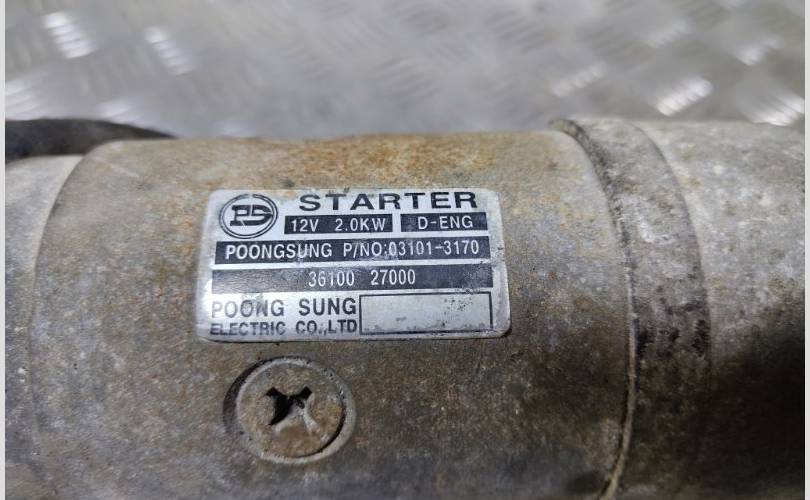 PS STARTER
12V 2.0KW D-ENG
POONGSUNG P/NO:03101-3170
36100 27000
POONG SUNG
ELECTRIC CO.,LTD